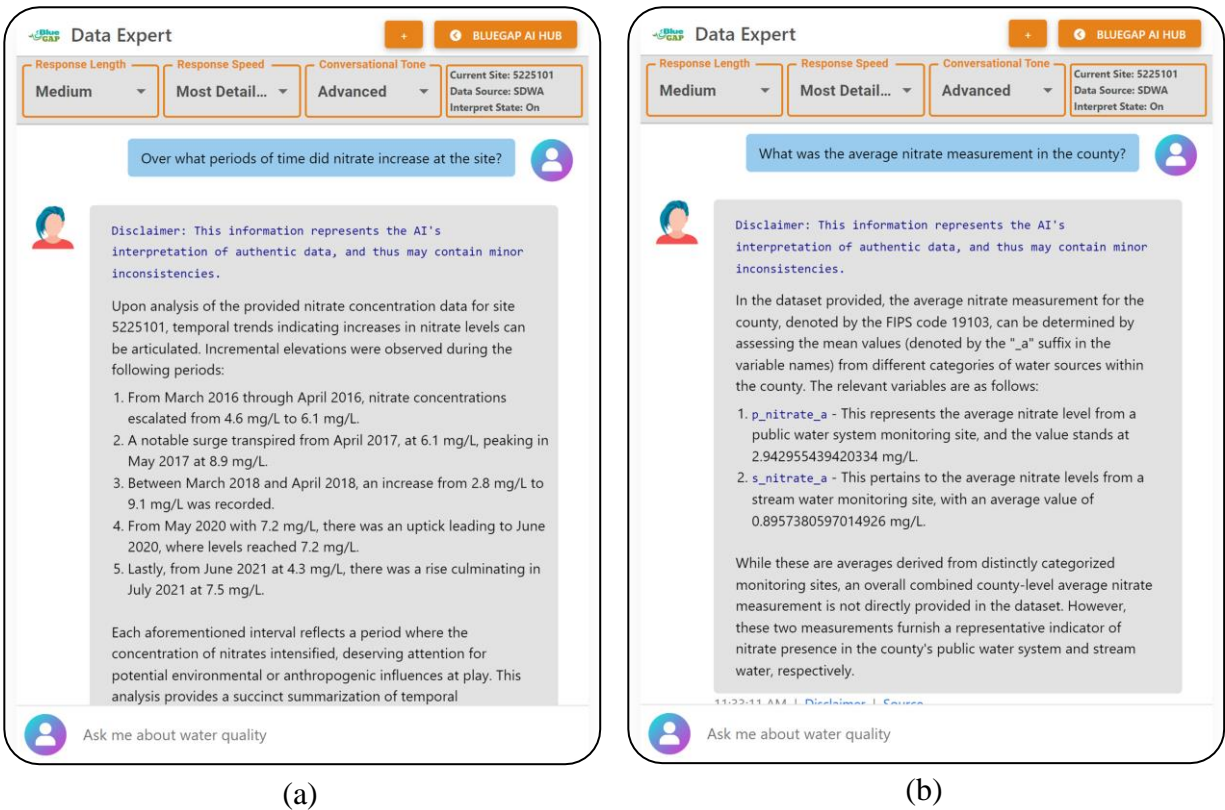 Blue GAP Data Expert
+
BLUEGAP AI HUB
Response Length
Medium
Response Speed
Most Detail...
Conversational Tone
Advanced
Current Site: 5225101
Data Source: SDWA
Interpret State: On
Over what periods of time did nitrate increase at the site?
Disclaimer: This information represents the AI's
interpretation of authentic data, and thus may contain minor
inconsistencies.
Upon analysis of the provided nitrate concentration data for site
5225101, temporal trends indicating increases in nitrate levels can
be articulated. Incremental elevations were observed during the
following periods:
1. From March 2016 through April 2016, nitrate concentrations
escalated from 4.6 mg/L to 6.1 mg/L.
2. A notable surge transpired from April 2017, at 6.1 mg/L, peaking in
May 2017 at 8.9 mg/L.
3. Between March 2018 and April 2018, an increase from 2.8 mg/L to
9.1 mg/L was recorded.
4. From May 2020 with 7.2 mg/L, there was an uptick leading to June
2020, where levels reached 7.2 mg/L.
5. Lastly, from June 2021 at 4.3 mg/L, there was a rise culminating in
July 2021 at 7.5 mg/L.
Each aforementioned interval reflects a period where the
concentration of nitrates intensified, deserving attention for
potential environmental or anthropogenic influences at play. This
analysis provides a succinct summarization of temporal
Ask me about water quality
(a)
Blue GAP Data Expert
+
BLUEGAP AI HUB
Response Length
Medium
Response Speed
Most Detail...
Conversational Tone
Advanced
Current Site: 5225101
Data Source: SDWA
Interpret State: On
What was the average nitrate measurement in the county?
Disclaimer: This information represents the AI's
interpretation of authentic data, and thus may contain minor
inconsistencies.
In the dataset provided, the average nitrate measurement for the
county, denoted by the FIPS code 19103, can be determined by
assessing the mean values (denoted by the "_a" suffix in the
variable names) from different categories of water sources within
the county. The relevant variables are as follows:
1. p_nitrate_a - This represents the average nitrate level from a
public water system monitoring site, and the value stands at
2.942955439420334 mg/L.
2. s_nitrate_a - This pertains to the average nitrate levels from a
stream water monitoring site, with an average value of
0.8957380597014926 mg/L.
While these are averages derived from distinctly categorized
monitoring sites, an overall combined county-level average nitrate
measurement is not directly provided in the dataset. However,
these two measurements furnish a representative indicator of
nitrate presence in the county's public water system and stream
water, respectively.
11:33:11 AM | Disclaimer | Source
Ask me about water quality
(b)